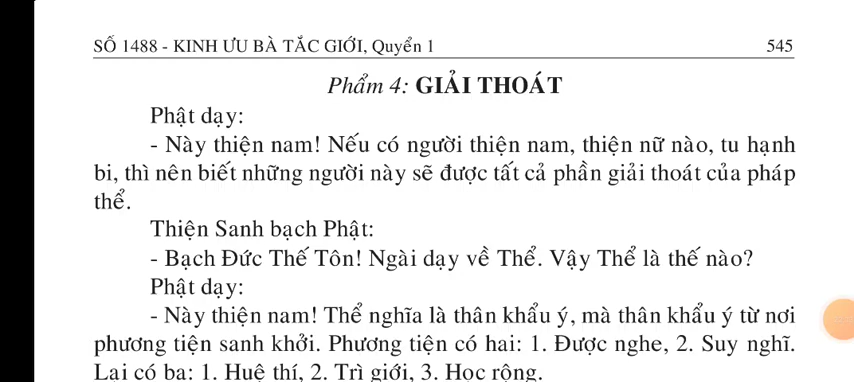 SỐ 1488 - KINH ƯU BÀ TẮC GIỚI, Quyển 1 545
Phẩm 4: GIẢI THOÁT
Phật dạy:
- Này thiện nam! Nếu có người thiện nam, thiện nữ nào, tu hạnh
bi, thì nên biết những người này sẽ được tất cả phần giải thoát của pháp
thể.
Thiện Sanh bạch Phật:
- Bạch Đức Thế Tôn! Ngài dạy về Thể. Vậy Thể là thế nào?
Phật dạy:
- Này thiện nam! Thể nghĩa là thân khẩu ý, mà thân khẩu ý từ nơi
phương tiện sanh khởi. Phương tiện có hai: 1. Được nghe, 2. Suy nghĩ.
Lại có ba: 1. Huệ thí, 2. Trì giới, 3. Học rộng.